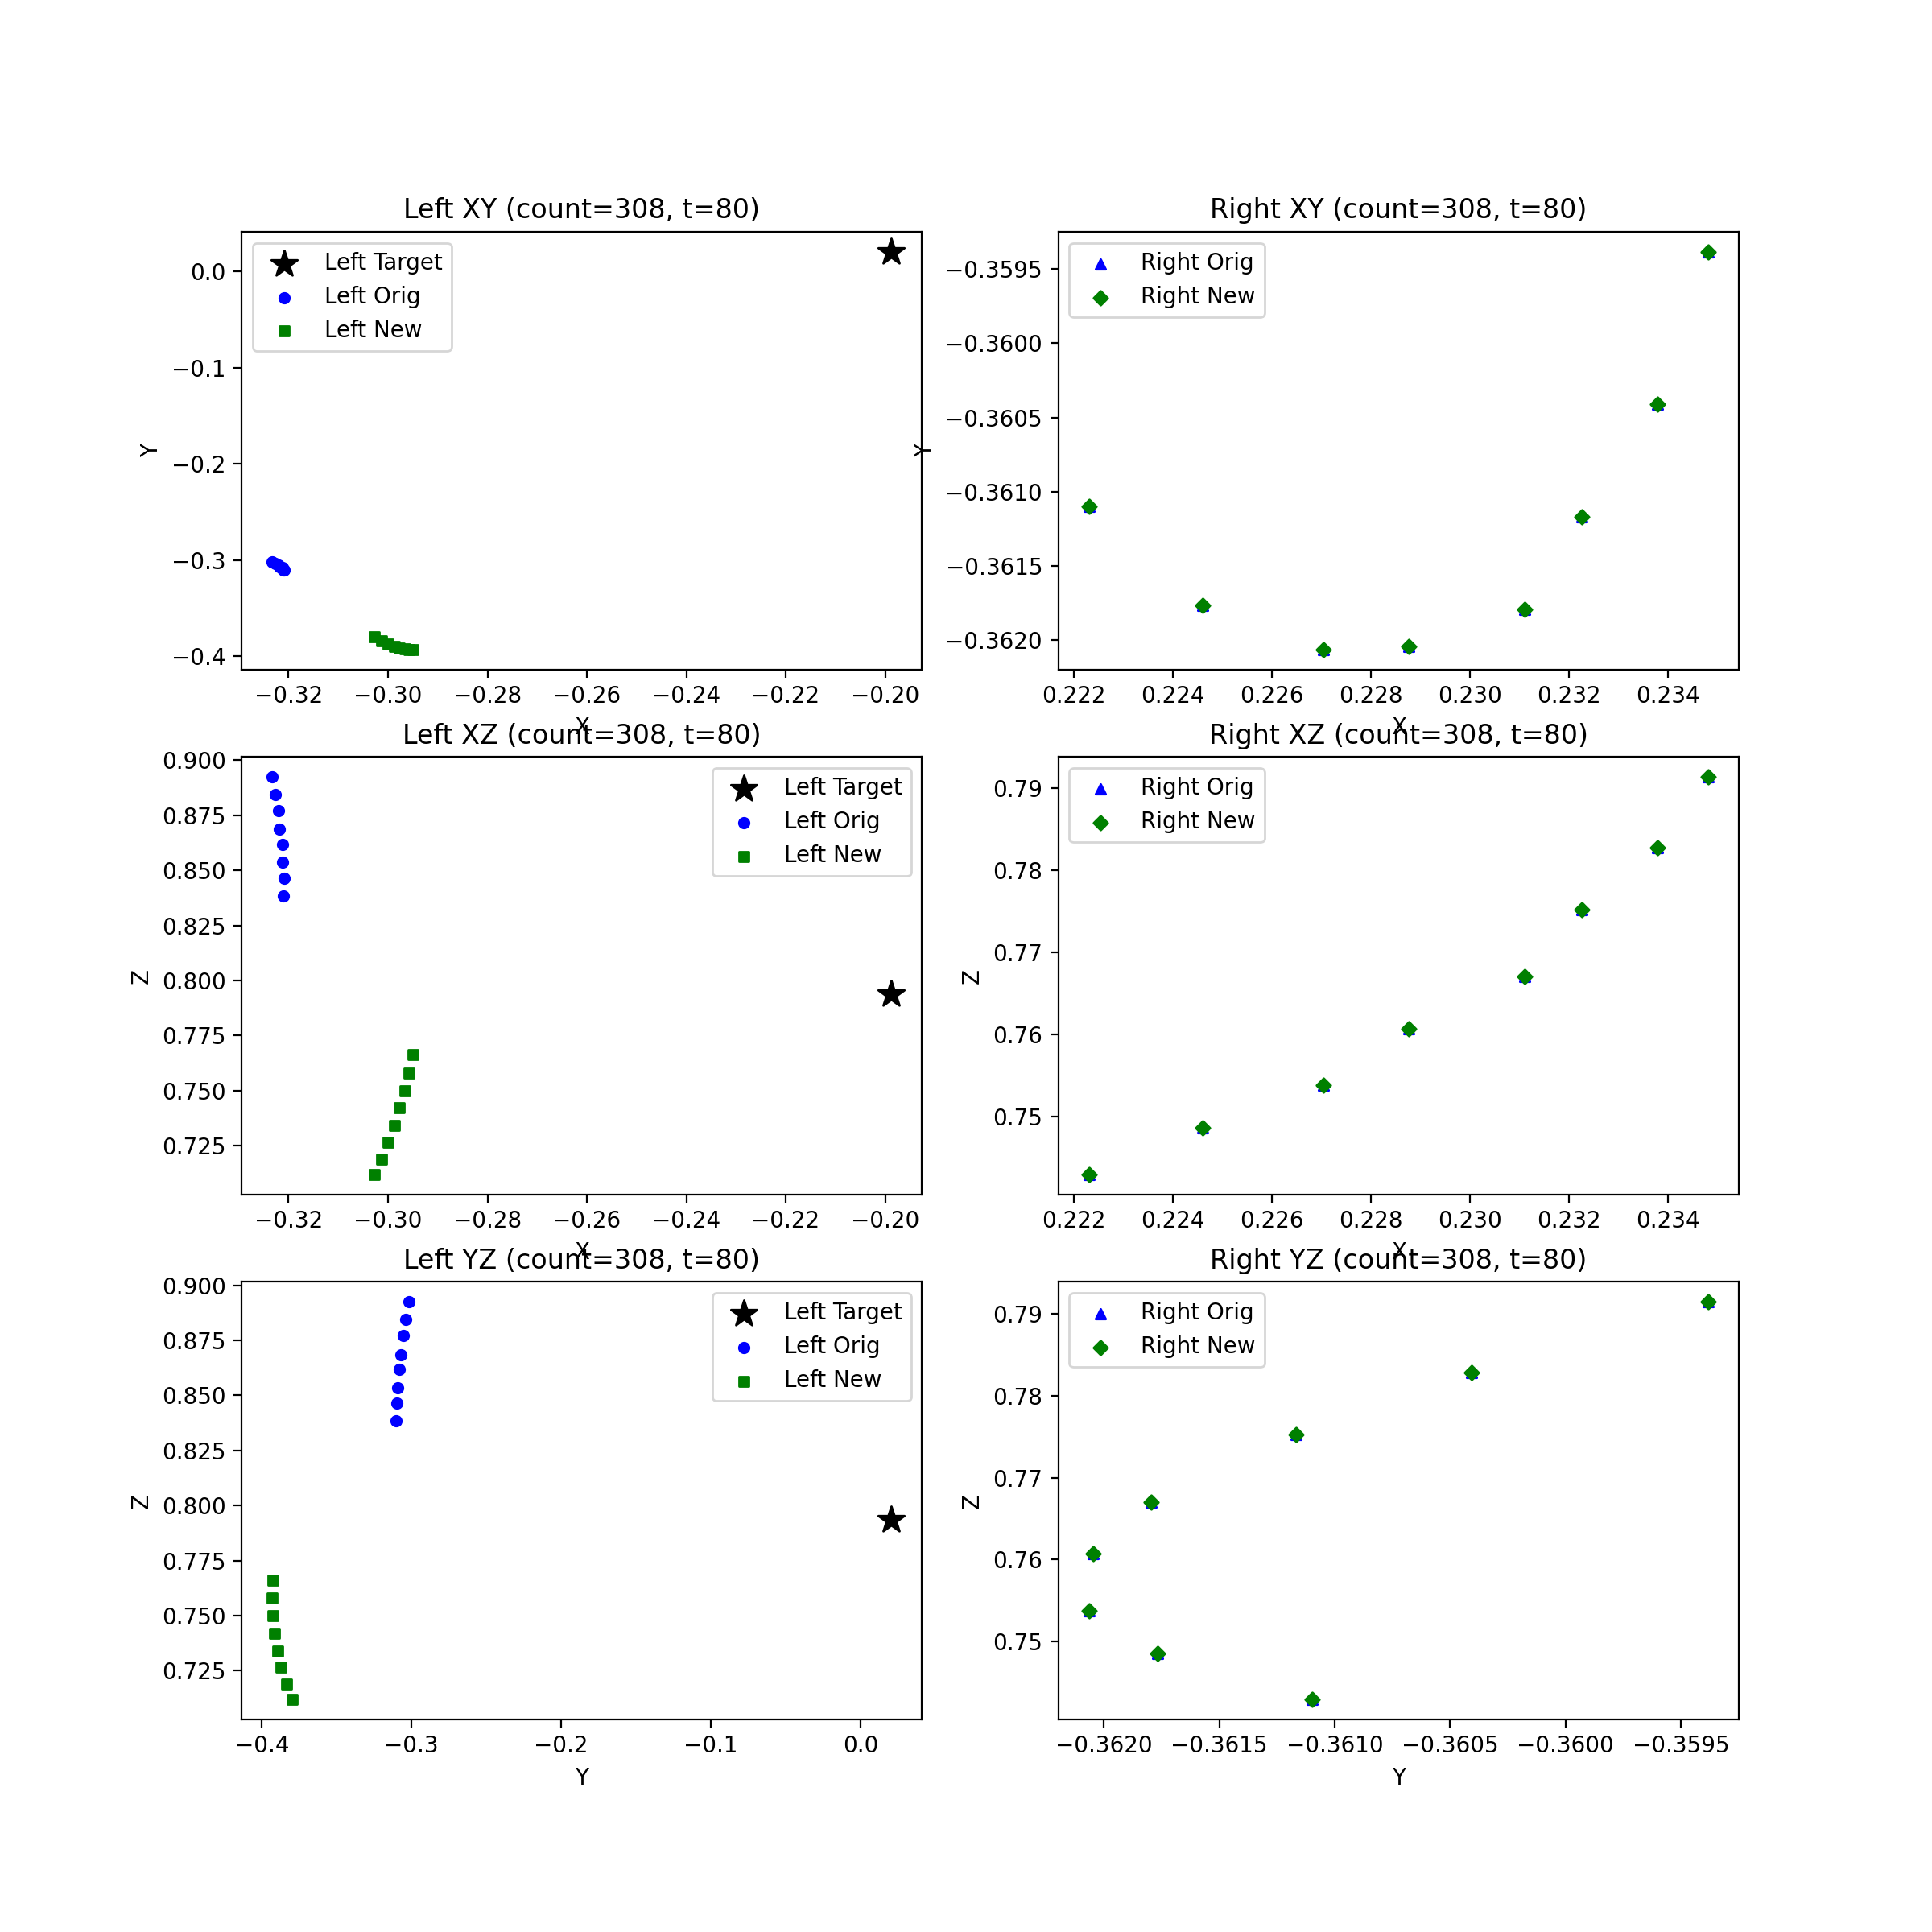 Left XY (count=308, t=80)
Left Target
Left Orig
Left New
0.0
−0.1
−0.2
−0.3
−0.4
Y
−0.32
−0.30
−0.28
−0.26
−0.24
−0.22
−0.20
X
Right XY (count=308, t=80)
Right Orig
Right New
−0.3595
−0.3600
−0.3605
−0.3610
−0.3615
−0.3620
Y
0.222
0.224
0.226
0.228
0.230
0.232
0.234
X
Left XZ (count=308, t=80)
Left Target
Left Orig
Left New
0.900
0.875
0.850
0.825
0.800
0.775
0.750
0.725
Z
−0.32
−0.30
−0.28
−0.26
−0.24
−0.22
−0.20
X
Right XZ (count=308, t=80)
Right Orig
Right New
0.79
0.78
0.77
0.76
0.75
Z
0.222
0.224
0.226
0.228
0.230
0.232
0.234
X
Left YZ (count=308, t=80)
Left Target
Left Orig
Left New
0.900
0.875
0.850
0.825
0.800
0.775
0.750
0.725
Z
−0.4
−0.3
−0.2
−0.1
0.0
Y
Right YZ (count=308, t=80)
Right Orig
Right New
0.79
0.78
0.77
0.76
0.75
Z
−0.3620
−0.3615
−0.3610
−0.3605
−0.3600
−0.3595
Y